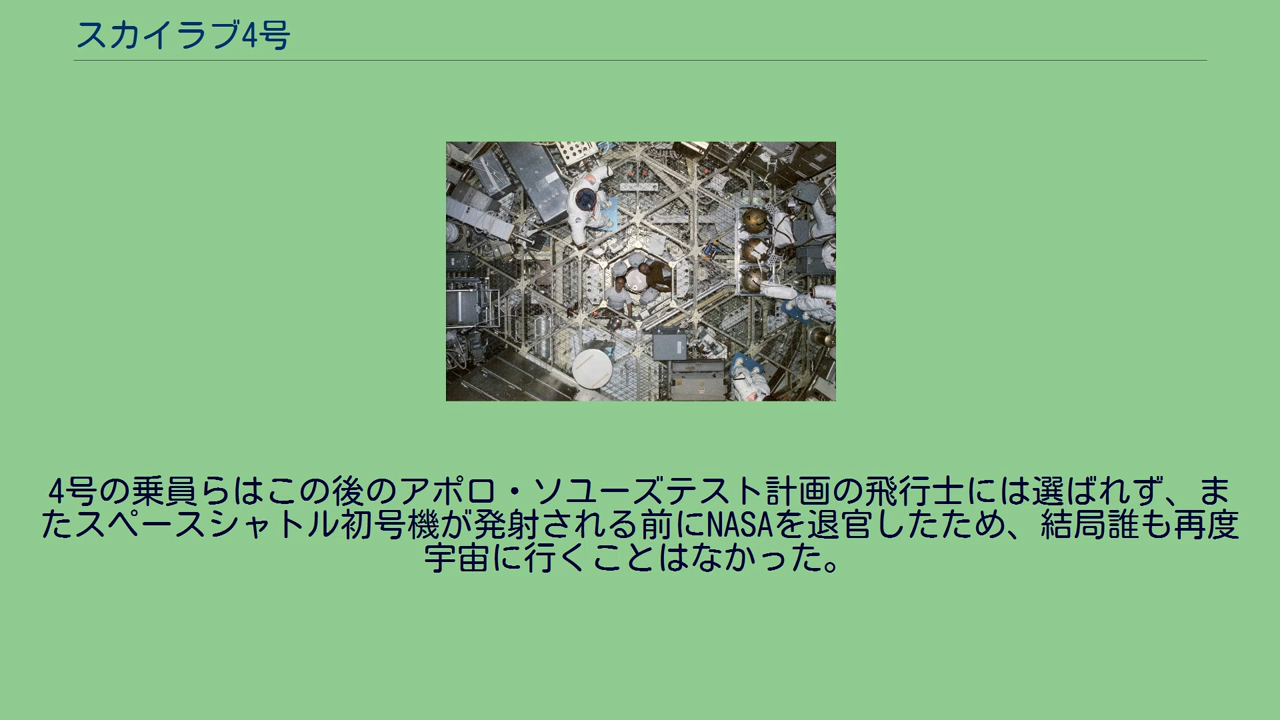 スカイラブ4号
4号の乗員らはこの後のアポロ・ソユーズテスト計画の飛行士には選ばれず、ま
たスペースシャトル初号機が発射される前にNASAを退官したため、結局誰も再度
宇宙に行くことはなかった。